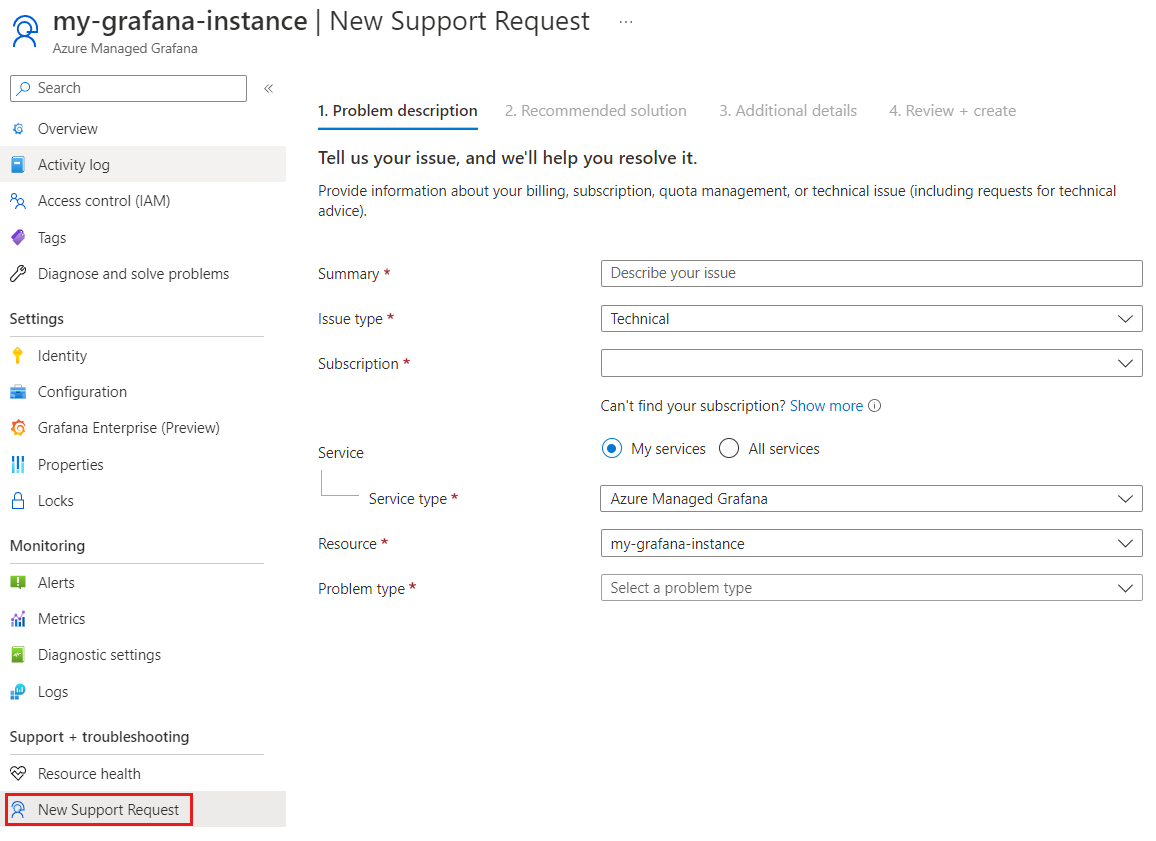 my-grafana-instance | New Support Request ...
Azure Managed Grafana
Search «
Overview
Activity log
Access control (IAM)
Tags
Diagnose and solve problems
Settings
Identity
Configuration
Grafana Enterprise (Preview)
Properties
Locks
Monitoring
Alerts
Metrics
Diagnostic settings
Logs
Support + troubleshooting
Resource health
New Support Request
1. Problem description 2. Recommended solution 3. Additional details 4. Review + create
Tell us your issue, and we'll help you resolve it.
Provide information about your billing, subscription, quota management, or technical issue (including requests for technical
advice).
Summary * Describe your issue
Issue type * Technical
Subscription *
Can't find your subscription? Show more
Service My services All services
Service type * Azure Managed Grafana
Resource * my-grafana-instance
Problem type * Select a problem type